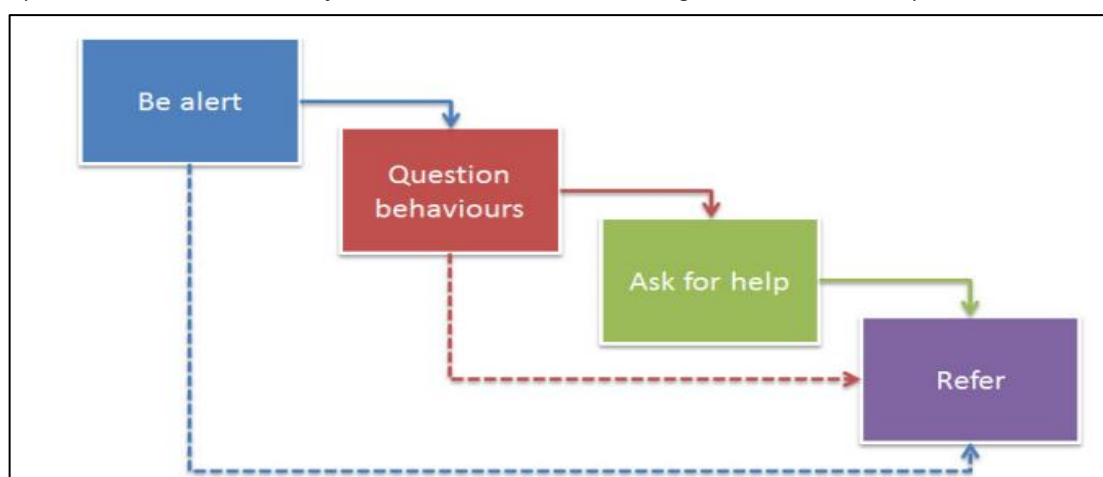 Be alert
Question
behaviours
Ask for help
Refer